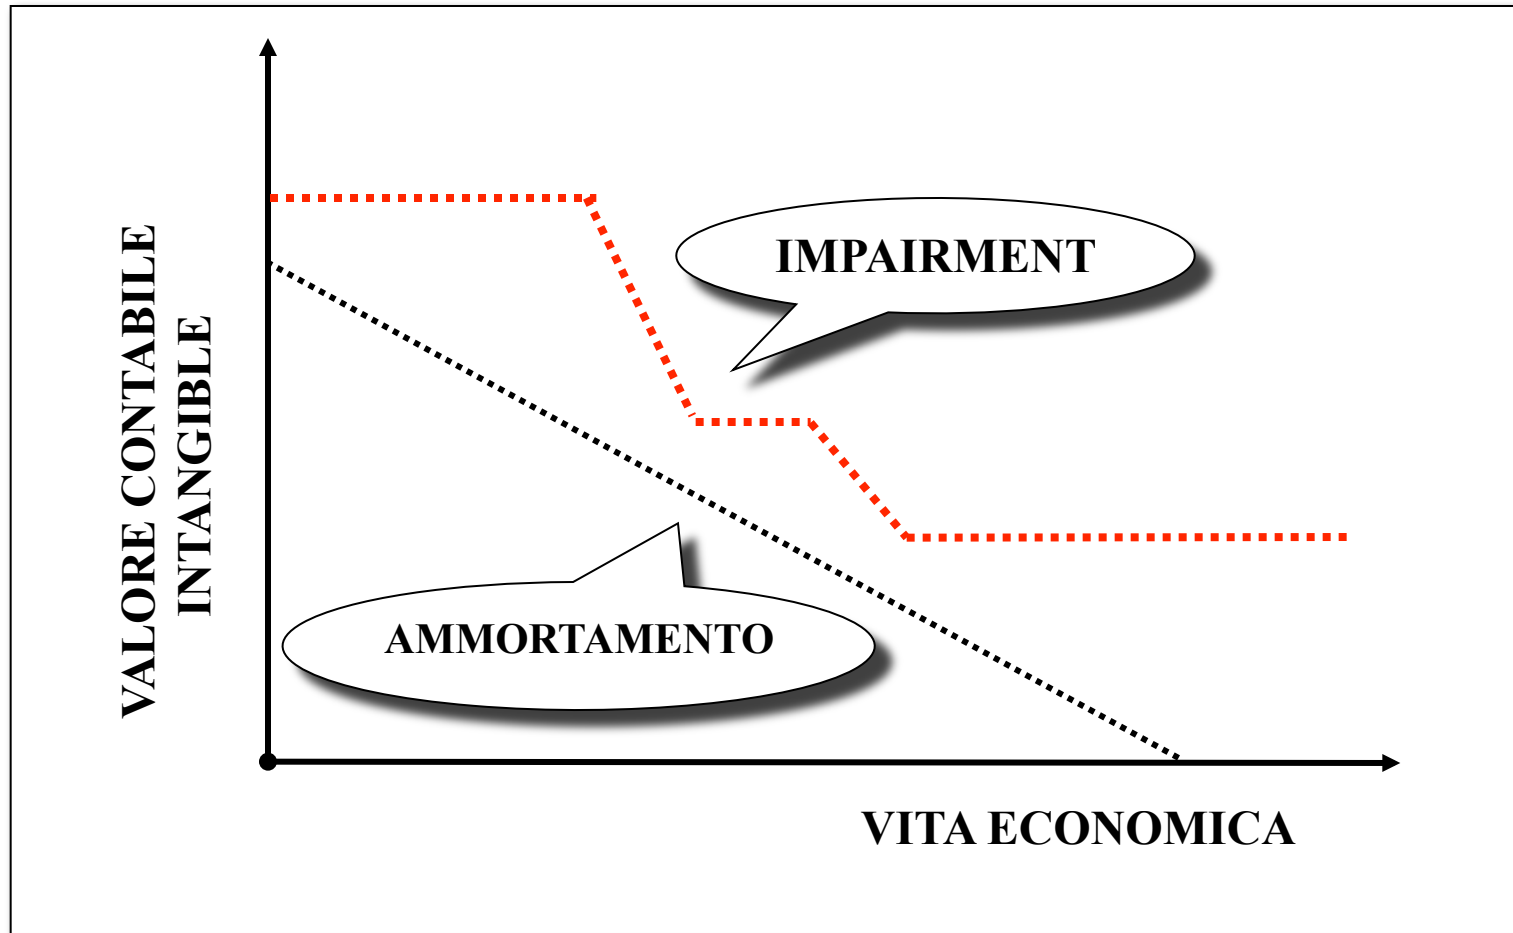 VALORE CONTABILE
INTANGIBLE
IMPAIRMENT
AMMORTAMENTO
VITA ECONOMICA